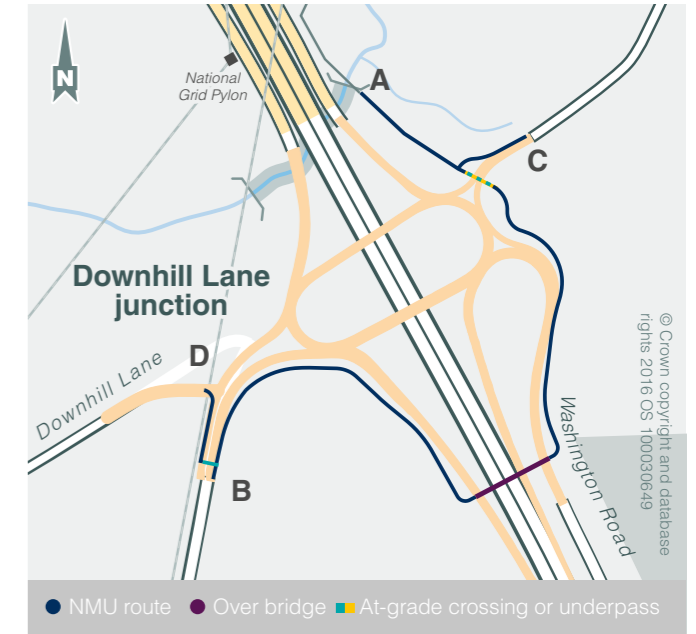 N
National
Grid Pylon
A
C
Downhill Lane
junction
D
Downhill Lane
B
Washington Road
© Crown copyright and database
rights 2016 OS 100030649
NMU route
Over bridge
At-grade crossing or underpass